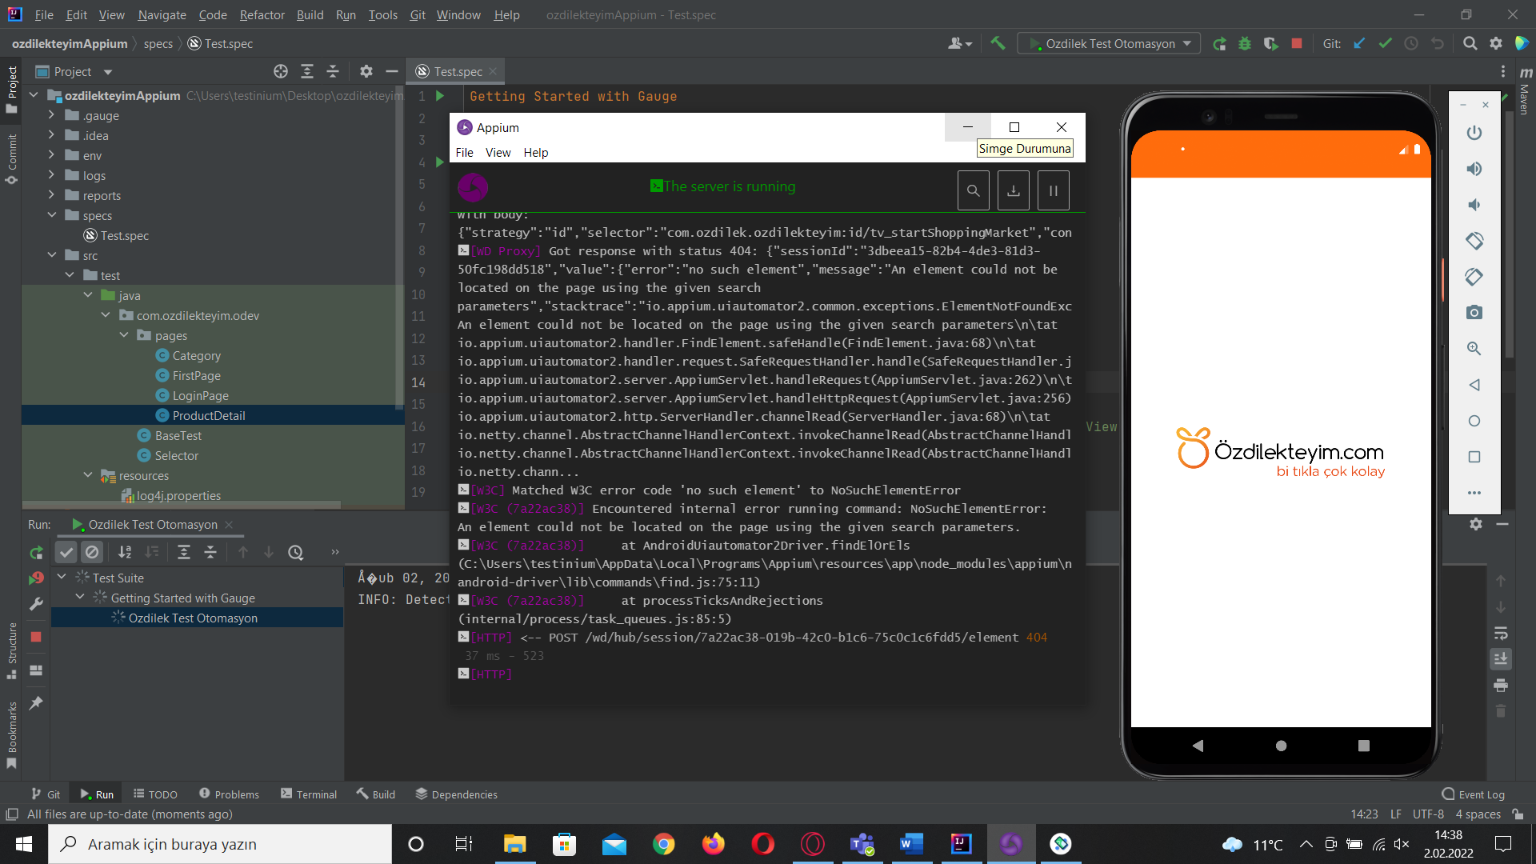 File Edit View Navigate Code Refactor Build Run Tools Git Window Help ozdilekteyimAppium - Test.spec
ozdilekteyimAppium specs Test.spec
Ozdilek Test Otomasyon
Git:
Project
Test.spec
Project
Commit
Structure
Bookmarks
Maven
ozdilekteyimAppium C:\Users\testinium\Desktop\ozdilekteyim
.gauge
.idea
env
logs
reports
specs
Test.spec
src
test
java
com.ozdilekteyim.odev
pages
Category
FirstPage
LoginPage
ProductDetail
BaseTest
Selector
resources
log4j.properties
1
2
3
4
5
6
7
8
9
10
11
12
13
14
15
16
17
18
19
Getting Started with Gauge
View
Appium
File View Help
Simge Durumuna
The server is running
with body:
{"strategy":"id","selector":"com.ozdilek.ozdilekteyim:id/tv_startShoppingMarket","con
[WD Proxy] Got response with status 404: {"sessionId":"3dbeea15-82b4-4de3-81d3-
50fc198dd518","value":{"error":"no such element","message":"An element could not be
located on the page using the given search
parameters","stacktrace":"io.appium.uiautomator2.common.exceptions.ElementNotFoundExc
An element could not be located on the page using the given search parameters\n\tat
io.appium.uiautomator2.handler.FindElement.safeHandle(FindElement.java:68)\n\tat
io.appium.uiautomator2.handler.request.SafeRequestHandler.handle(SafeRequestHandler.j
io.appium.uiautomator2.server.AppiumServlet.handleRequest(AppiumServlet.java:262)\n\t
io.appium.uiautomator2.server.AppiumServlet.handleHttpRequest(AppiumServlet.java:256)
io.appium.uiautomator2.http.ServerHandler.channelRead(ServerHandler.java:68)\n\tat
io.netty.channel.AbstractChannelHandlerContext.invokeChannelRead(AbstractChannelHandl
io.netty.channel.AbstractChannelHandlerContext.invokeChannelRead(AbstractChannelHandl
io.netty.chann...
[W3C] Matched W3C error code 'no such element' to NoSuchElementError
[W3C (7a22ac38)] Encountered internal error running command: NoSuchElementError:
An element could not be located on the page using the given search parameters.
[W3C (7a22ac38)] at AndroidUiautomator2Driver.findElOrEls
(C:\Users\testinium\AppData\Local\Programs\Appium\resources\app\node_modules\appium\n
android-driver\lib\commands\find.js:75:11)
[W3C (7a22ac38)] at processTicksAndRejections
(internal/process/task_queues.js:85:5)
[HTTP] <-- POST /wd/hub/session/7a22ac38-019b-42c0-b1c6-75c0c1c6fdd5/element 404
37 ms - 523
[HTTP]
Özdilekteyim.com
bi tıkla çok kolay
Run: Ozdilek Test Otomasyon
Test Suite
Getting Started with Gauge
Ozdilek Test Otomasyon
Å�ub 02, 20
INFO: Detect
Git Run TODO Problems Terminal Build Dependencies Event Log
All files are up-to-date (moments ago) 14:23 LF UTF-8 4 spaces
Aramak için buraya yazın
11°C
14:38
2.02.2022